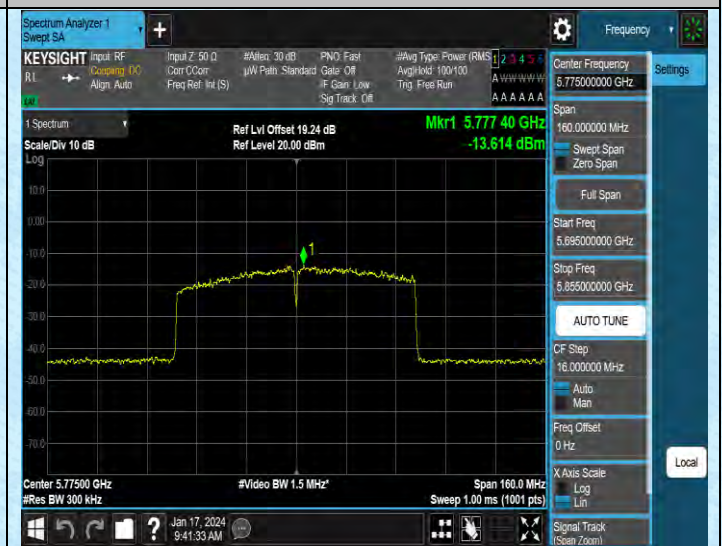 Spectrum Analyzer 1
Swept SA
+
Frequency
KEYSIGHT Input: RF Input Z: 50 Ω #Atten: 30 dB PNO: Fast #Avg Type: Power (RMS 1 2 3 4 5 6
RL Coupling: DC Corr CCorr µW Path: Standard Gate: Off Avg|Hold: 100/100 A W W W W W
Align: Auto Freq Ref: Int (S) IF Gain: Low Trig: Free Run
Sig Track: Off A A A A A A
1 Spectrum
Scale/Div 10 dB
Ref Lvl Offset 19.24 dB
Ref Level 20.00 dBm
Mkr1 5.777 40 GHz
-13.614 dBm
Log
10.0
0.00
-10.0
-20.0
-30.0
-40.0
-50.0
-60.0
-70.0
1
Center 5.77500 GHz #Video BW 1.5 MHz* Span 160.0 MHz
#Res BW 300 kHz Sweep 1.00 ms (1001 pts)
Jan 17, 2024
9:41:33 AM
?
Center Frequency
5.775000000 GHz
Settings
Span
160.000000 MHz
Swept Span
Zero Span
Full Span
Start Freq
5.695000000 GHz
Stop Freq
5.855000000 GHz
AUTO TUNE
CF Step
16.000000 MHz
Auto
Man
Freq Offset
0 Hz
X Axis Scale
Log
Lin
Local
Signal Track
(Span Zoom)